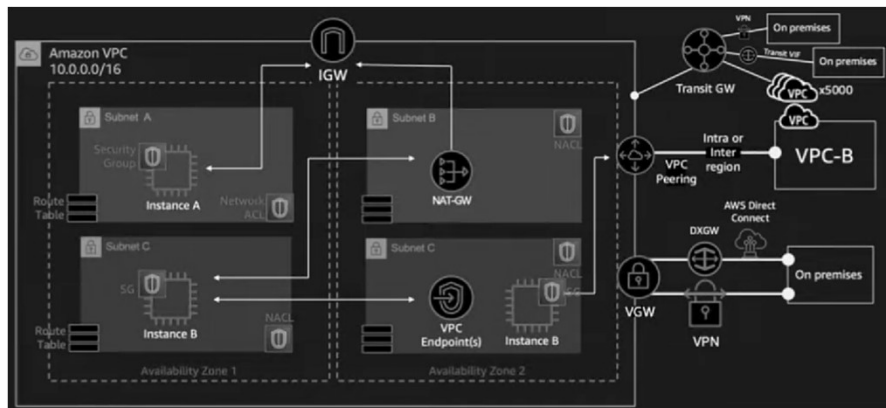 Amazon VPC
10.0.0.0/16
IGW
Subnet A
Security
Group
Instance A
Route
Table
Network
ACL
Subnet B
NACL
NAT-GW
Subnet C
SG
Instance B
Route
Table
NACL
Availability Zone 1
Subnet C
NACL
SG
VPC
Endpoint(s)
Instance B
Availability Zone 2
VPN
On premises
Transit VIF
On premises
Transit GW
VPC
x5000
VPC
VPC
Peering
Intra or
Inter
region
VPC-B
AWS Direct
Connect
DXGW
On premises
VGW
VPN